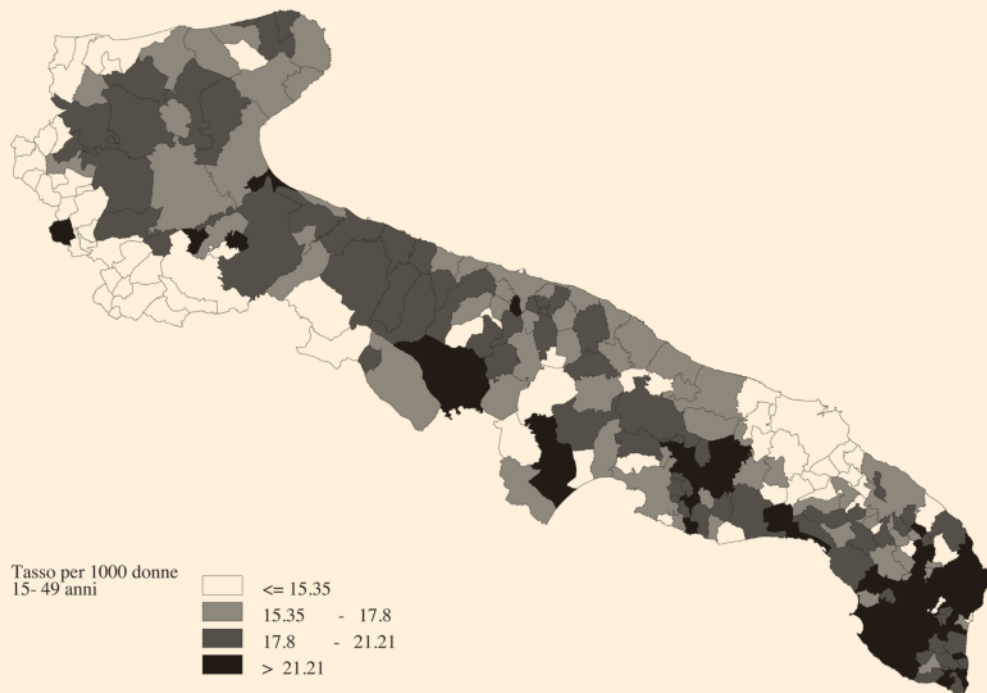 Tasso per 1000 donne
15- 49 anni
<= 15.35
15.35 - 17.8
17.8 - 21.21
> 21.21